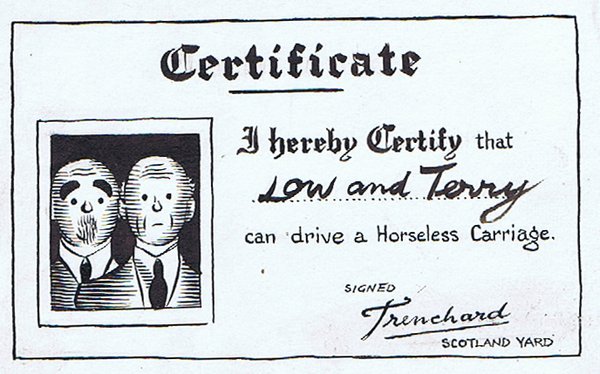 Certificate
I hereby Certify that
Low and Terry
can drive a Horseless Carriage.
SIGNED
Trenchard
SCOTLAND YARD